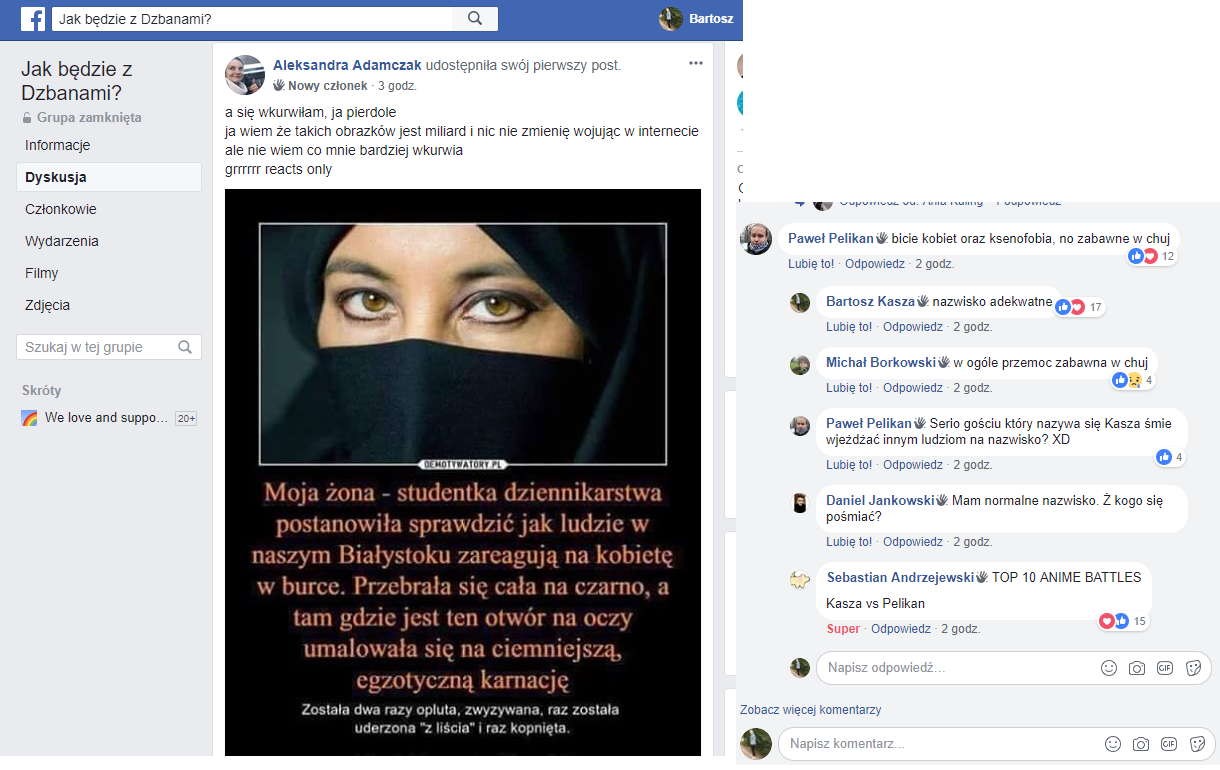 Jak będzie z Dzbanami?
Bartosz
Jak będzie z
Dzbanami?
Grupa zamknięta
Informacje
Dyskusja
Członkowie
Wydarzenia
Filmy
Zdjęcia
Szukaj w tej grupie
Skróty
We love and suppo... 20+
Aleksandra Adamczak udostępniła swój pierwszy post.
Nowy członek · 3 godz.
a się wkurwiłam, ja pierdole
ja wiem że takich obrazków jest miliard i nic nie zmienię wojując w internecie
ale nie wiem co mnie bardziej wkurwia
grrrrrr reacts only
DEMOTYWATORY.PL
Moja żona - studentka dziennikarstwa
postanowiła sprawdzić jak ludzie w
naszym Białystoku zareagują na kobietę
w burce. Przebrała się cała na czarno, a
tam gdzie jest ten otwór na oczy
umalowała się na ciemniejszą,
egzotyczną karnację
Została dwa razy opluta, zwyzywana, raz została
uderzona "z liścia" i raz kopnięta.
Odpowiedź od: Ania Kuling · 1 odpowiedź
Paweł Pelikan bicie kobiet oraz ksenofobia, no zabawne w chuj
12
Lubię to! · Odpowiedz · 2 godz.
Bartosz Kasza nazwisko adekwatne
17
Lubię to! · Odpowiedz · 2 godz.
Michał Borkowski w ogóle przemoc zabawna w chuj
4
Lubię to! · Odpowiedz · 2 godz.
Paweł Pelikan Serio gościu który nazywa się Kasza śmie
wjeżdżać innym ludziom na nazwisko? XD
4
Lubię to! · Odpowiedz · 2 godz.
Daniel Jankowski Mam normalne nazwisko. Ż kogo się
pośmiać?
Lubię to! · Odpowiedz · 2 godz.
Sebastian Andrzejewski TOP 10 ANIME BATTLES
Kasza vs Pelikan
15
Super · Odpowiedz · 2 godz.
Napisz odpowiedź...
GIF
Zobacz więcej komentarzy
Napisz komentarz...
GIF